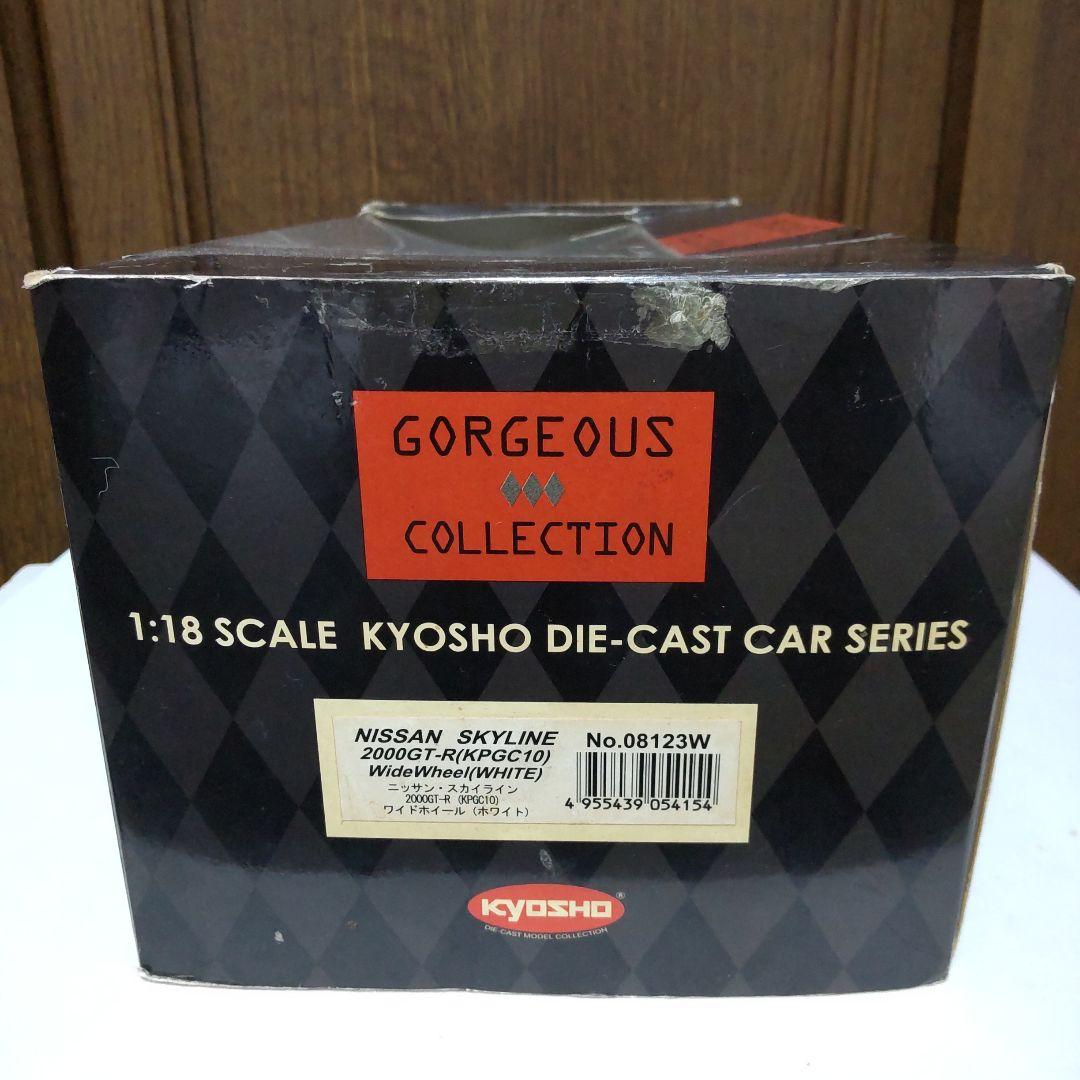 GORGEOUS
COLLECTION
1:18 SCALE KYOSHO DIE-CAST CAR SERIES
NISSAN SKYLINE
2000GT-R(KPGC10)
WideWheel(WHITE)
ニッサン・スカイライン
2000GT-R (KPGC10)
ワイドホイール (ホワイト)
No.08123W
4 955439 054154
KYOSHO ®
DIE-CAST MODEL COLLECTION